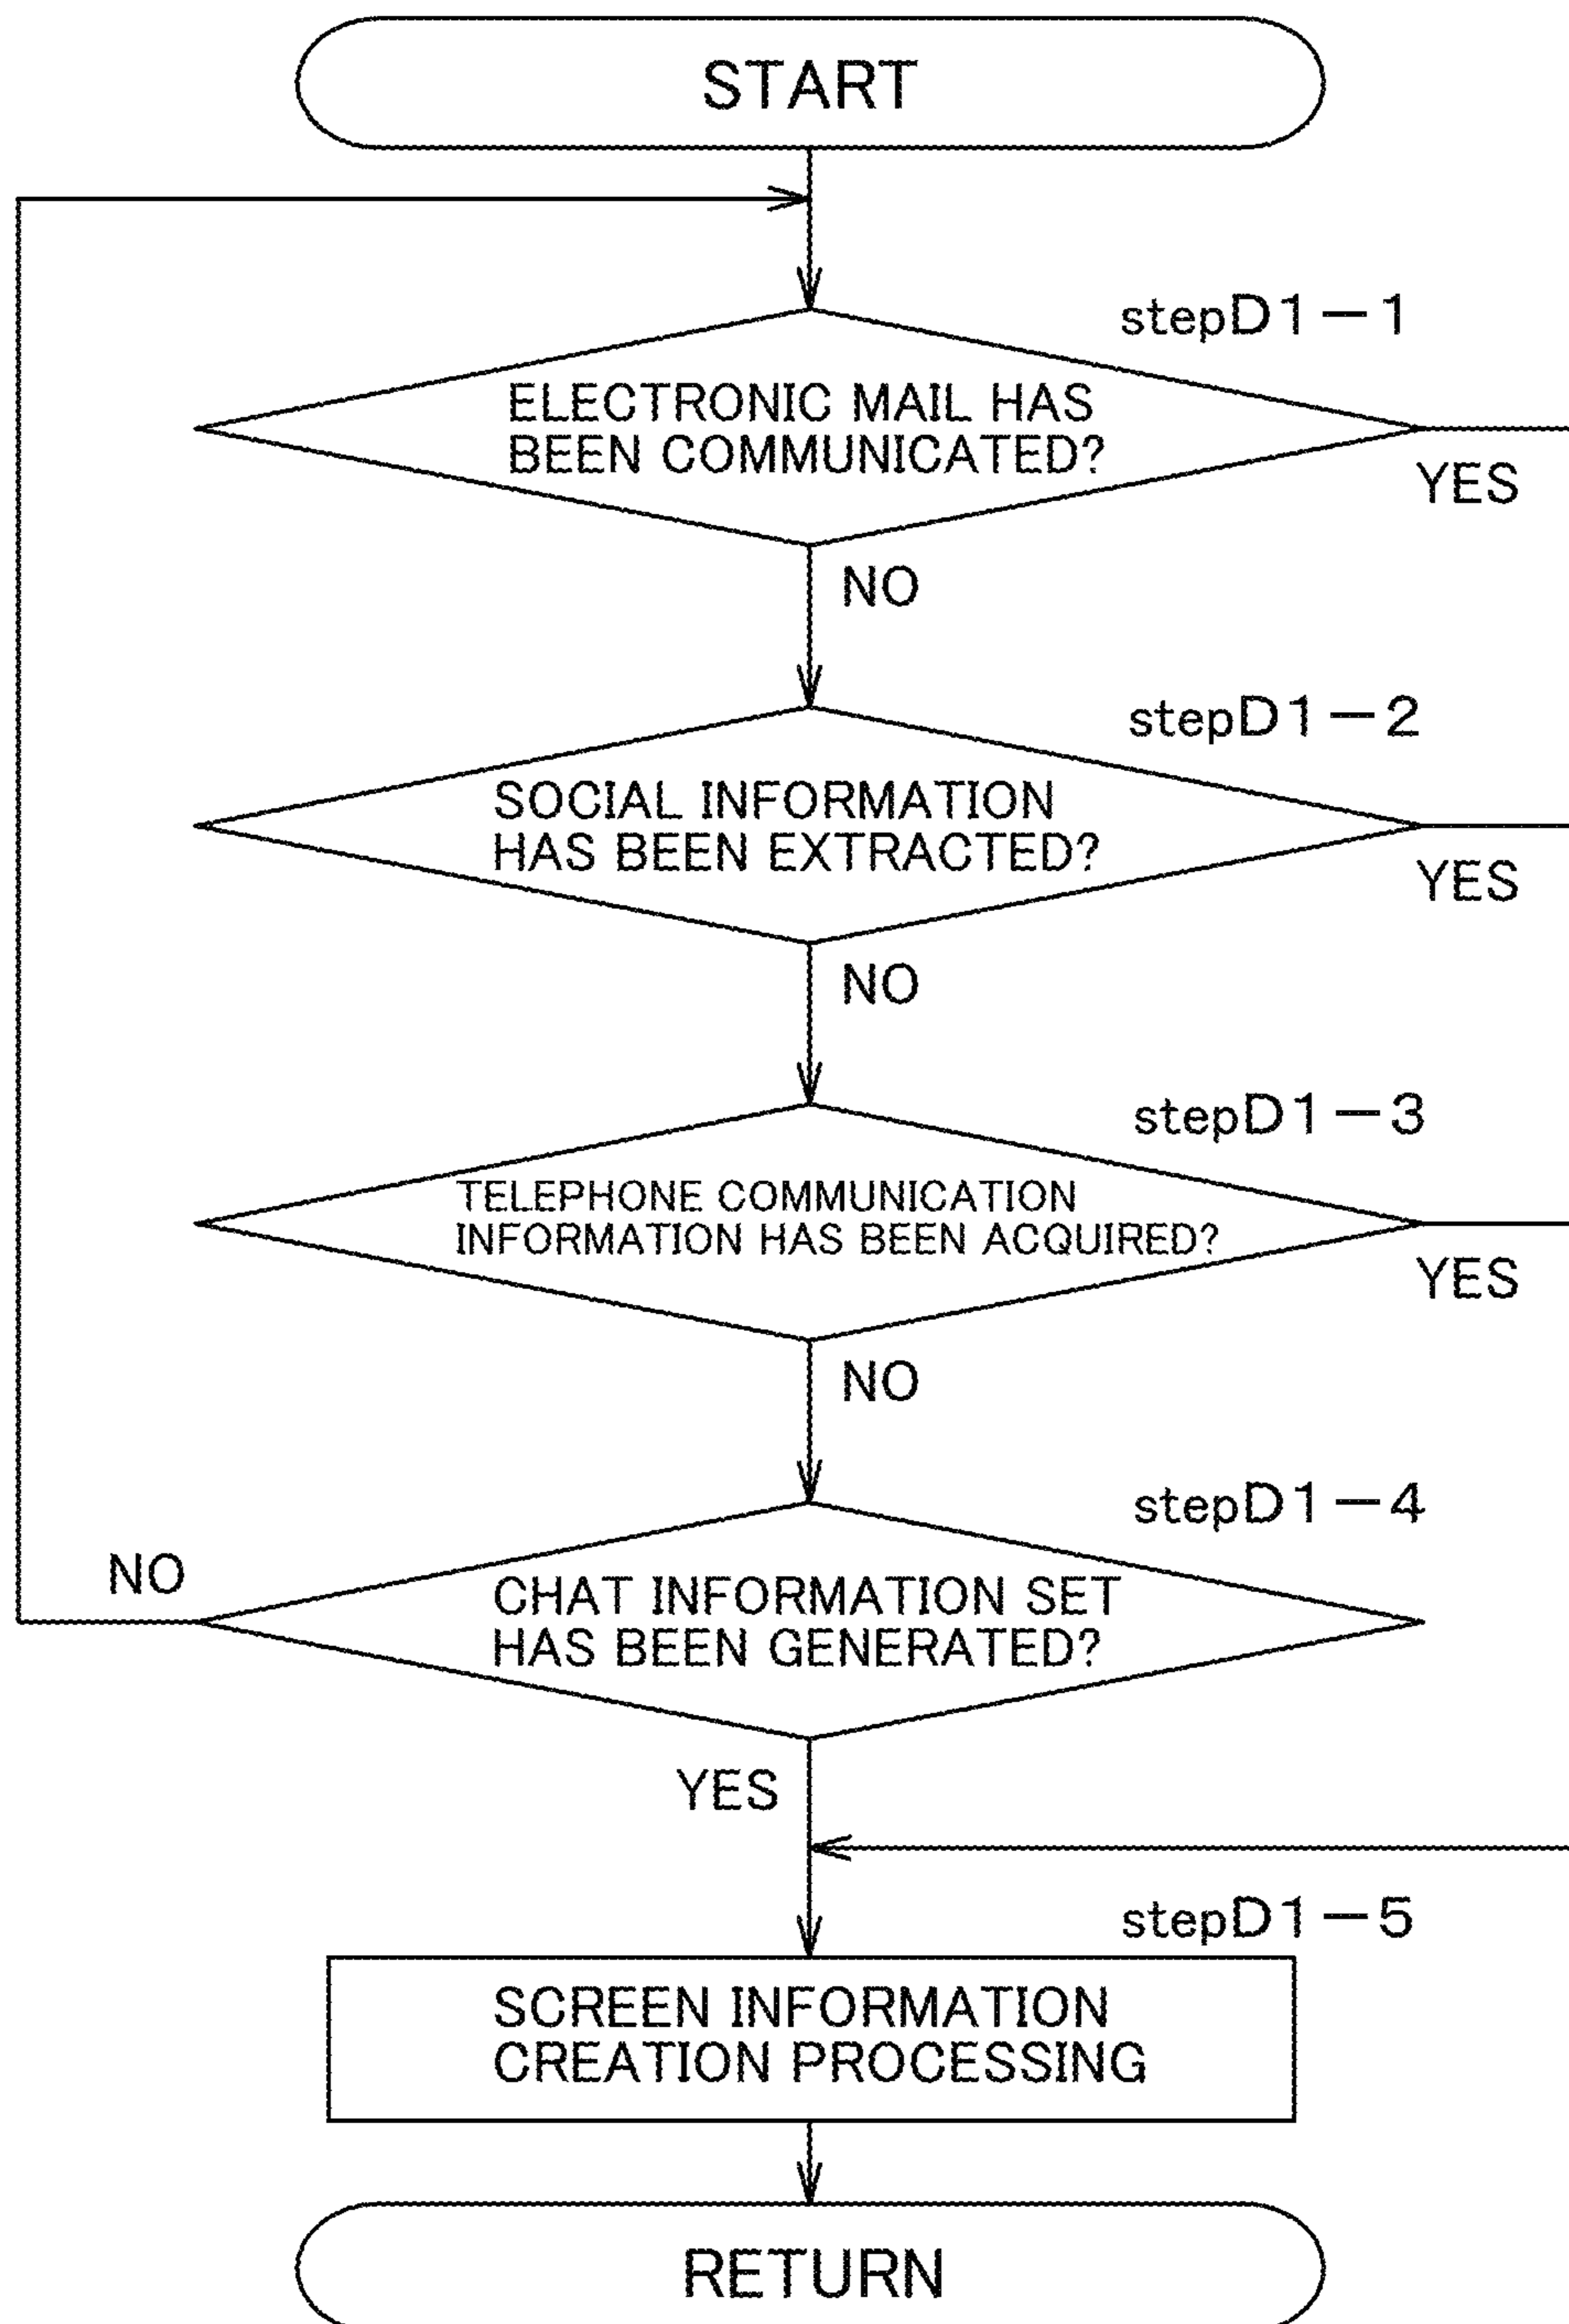 START
stepD1-1
ELECTRONIC MAIL HAS
BEEN COMMUNICATED?
YES
NO
stepD1-2
SOCIAL INFORMATION
HAS BEEN EXTRACTED?
YES
NO
stepD1-3
TELEPHONE COMMUNICATION
INFORMATION HAS BEEN ACQUIRED?
YES
NO
stepD1-4
NO
CHAT INFORMATION SET
HAS BEEN GENERATED?
YES
stepD1-5
SCREEN INFORMATION
CREATION PROCESSING
RETURN